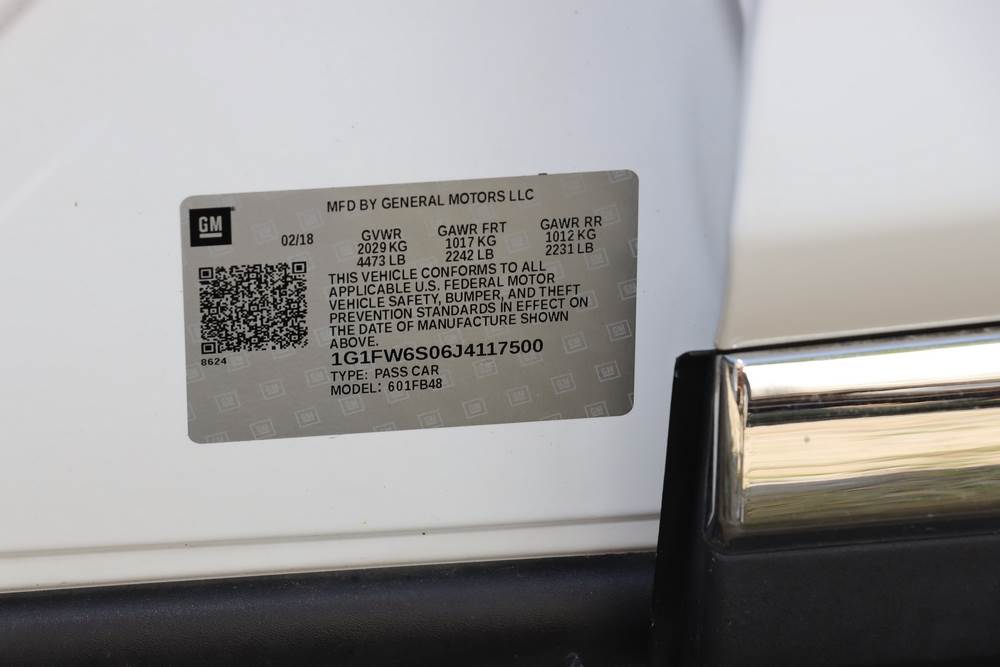 MFD BY GENERAL MOTORS LLC
GM
02/18
GVWR GAWR FRT GAWR RR
2029 KG 1017 KG 1012 KG
4473 LB 2242 LB 2231 LB
THIS VEHICLE CONFORMS TO ALL
APPLICABLE U.S. FEDERAL MOTOR
VEHICLE SAFETY, BUMPER, AND THEFT
PREVENTION STANDARDS IN EFFECT ON
THE DATE OF MANUFACTURE SHOWN
ABOVE.
8624
1G1FW6S06J4117500
TYPE: PASS CAR
MODEL: 601FB48